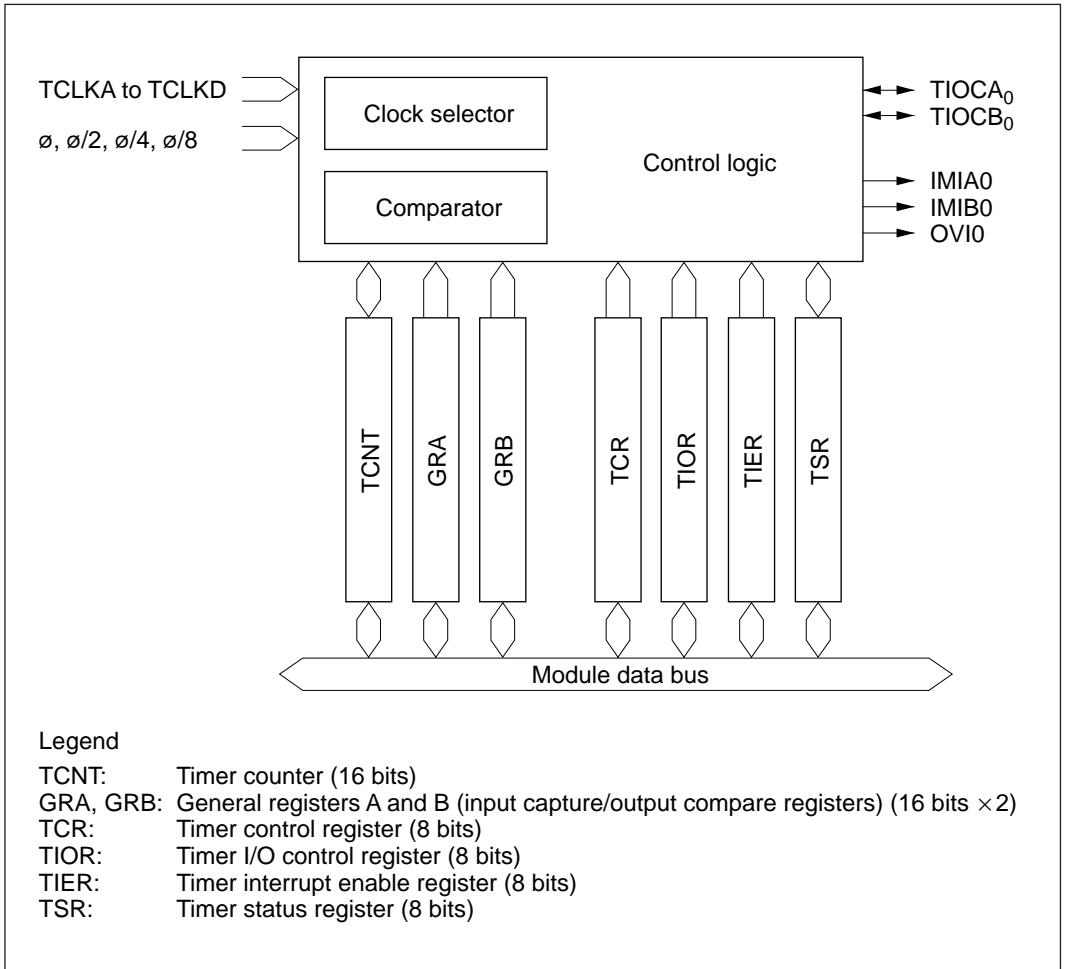 TCLKA to TCLKD
ø, ø/2, ø/4, ø/8
Clock selector
Comparator
Control logic
TIOCA0
TIOCB0
IMIA0
IMIB0
OVI0
TCNT
GRA
GRB
TCR
TIOR
TIER
TSR
Module data bus
Legend
TCNT: Timer counter (16 bits)
GRA, GRB: General registers A and B (input capture/output compare registers) (16 bits ×2)
TCR: Timer control register (8 bits)
TIOR: Timer I/O control register (8 bits)
TIER: Timer interrupt enable register (8 bits)
TSR: Timer status register (8 bits)